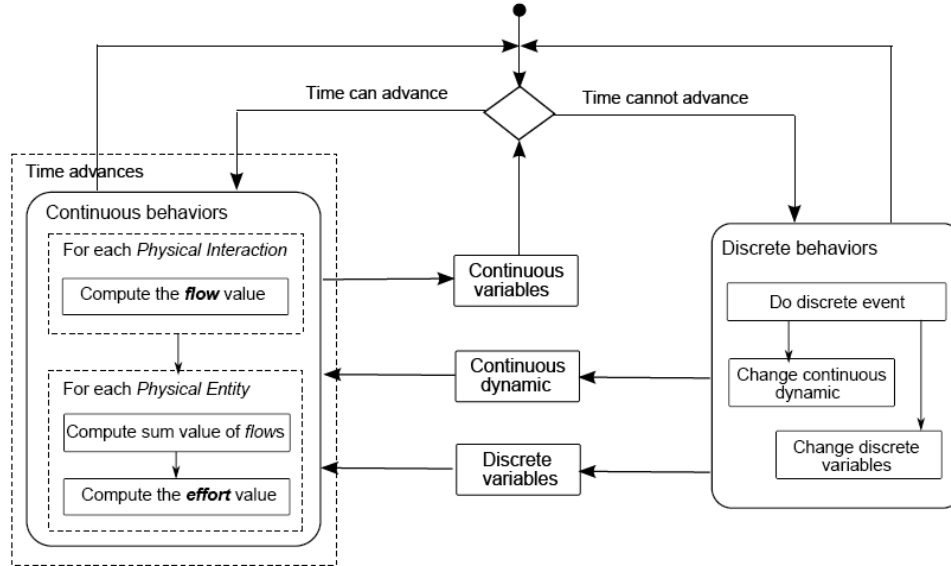 Time can advance
Time cannot advance
Time advances
Continuous behaviors
For each Physical Interaction
Compute the flow value
For each Physical Entity
Compute sum value of flows
Compute the effort value
Continuous
variables
Continuous
dynamic
Discrete
variables
Discrete behaviors
Do discrete event
Change continuous
dynamic
Change discrete
variables